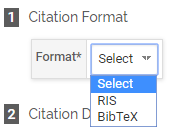 1 Citation Format
Format* Select
Select
RIS
BibTeX
2 Citation D